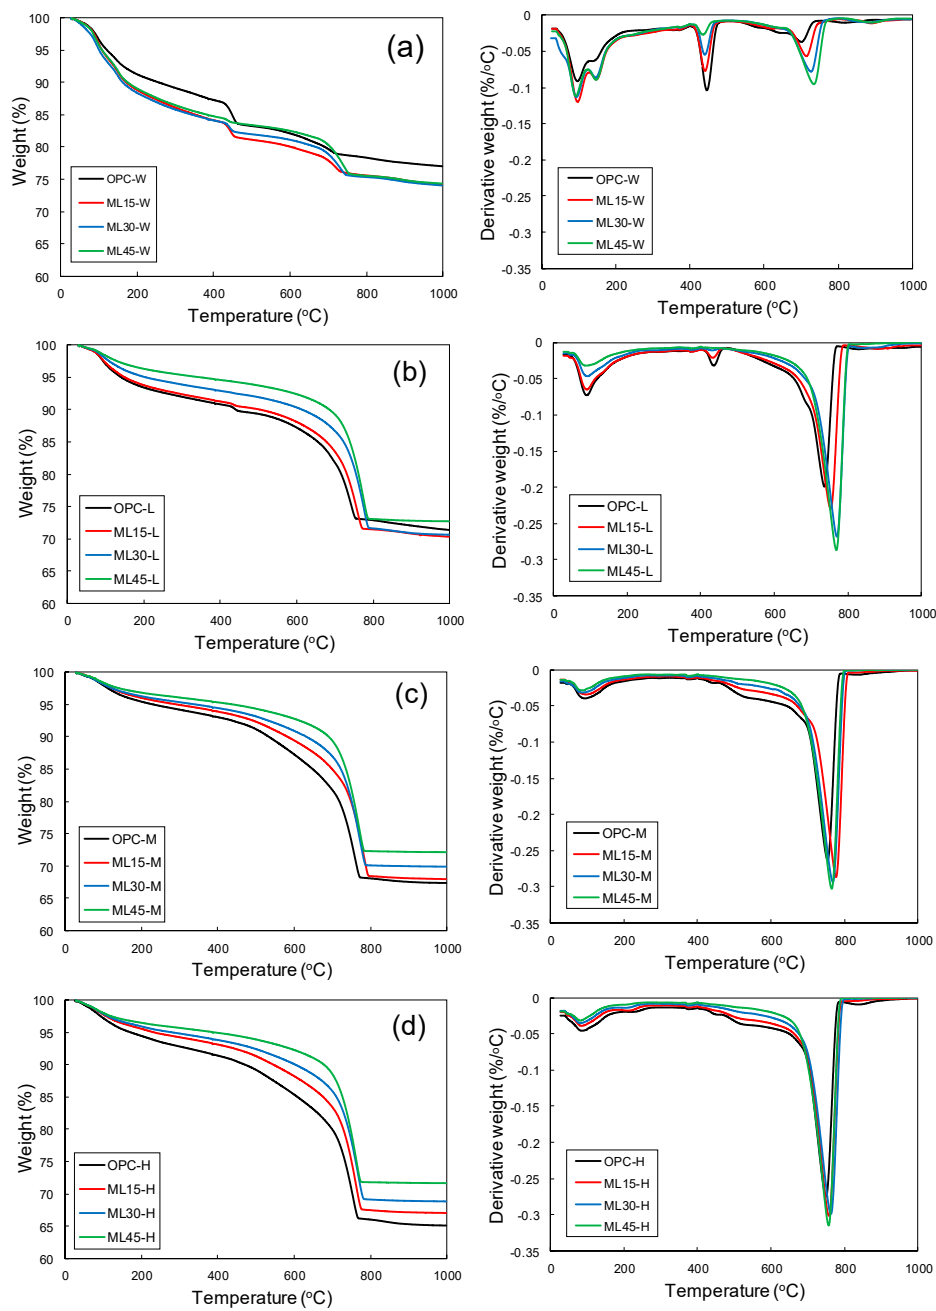 100
95
90
85
80
75
70
65
60
Weight (%)
(a)
OPC-W
ML15-W
ML30-W
ML45-W
0
200
400
600
800
1000
Temperature (°C)
0
-0.05
-0.1
-0.15
-0.2
-0.25
-0.3
-0.35
Derivative weight (%/°C)
OPC-W
ML15-W
ML30-W
ML45-W
0
200
400
600
800
1000
Temperature (°C)
100
95
90
85
80
75
70
65
60
Weight (%)
(b)
OPC-L
ML15-L
ML30-L
ML45-L
0
200
400
600
800
1000
Temperature (°C)
0
-0.05
-0.1
-0.15
-0.2
-0.25
-0.3
-0.35
Derivative weight (%/°C)
OPC-L
ML15-L
ML30-L
ML45-L
0
200
400
600
800
1000
Temperature (°C)
100
95
90
85
80
75
70
65
60
Weight (%)
(c)
OPC-M
ML15-M
ML30-M
ML45-M
0
200
400
600
800
1000
Temperature (°C)
0
-0.05
-0.1
-0.15
-0.2
-0.25
-0.3
-0.35
Derivative weight (%/°C)
OPC-M
ML15-M
ML30-M
ML45-M
0
200
400
600
800
1000
Temperature (°C)
100
95
90
85
80
75
70
65
60
Weight (%)
(d)
OPC-H
ML15-H
ML30-H
ML45-H
0
200
400
600
800
1000
Temperature (°C)
0
-0.05
-0.1
-0.15
-0.2
-0.25
-0.3
-0.35
Derivative weight (%/°C)
OPC-H
ML15-H
ML30-H
ML45-H
0
200
400
600
800
1000
Temperature (°C)